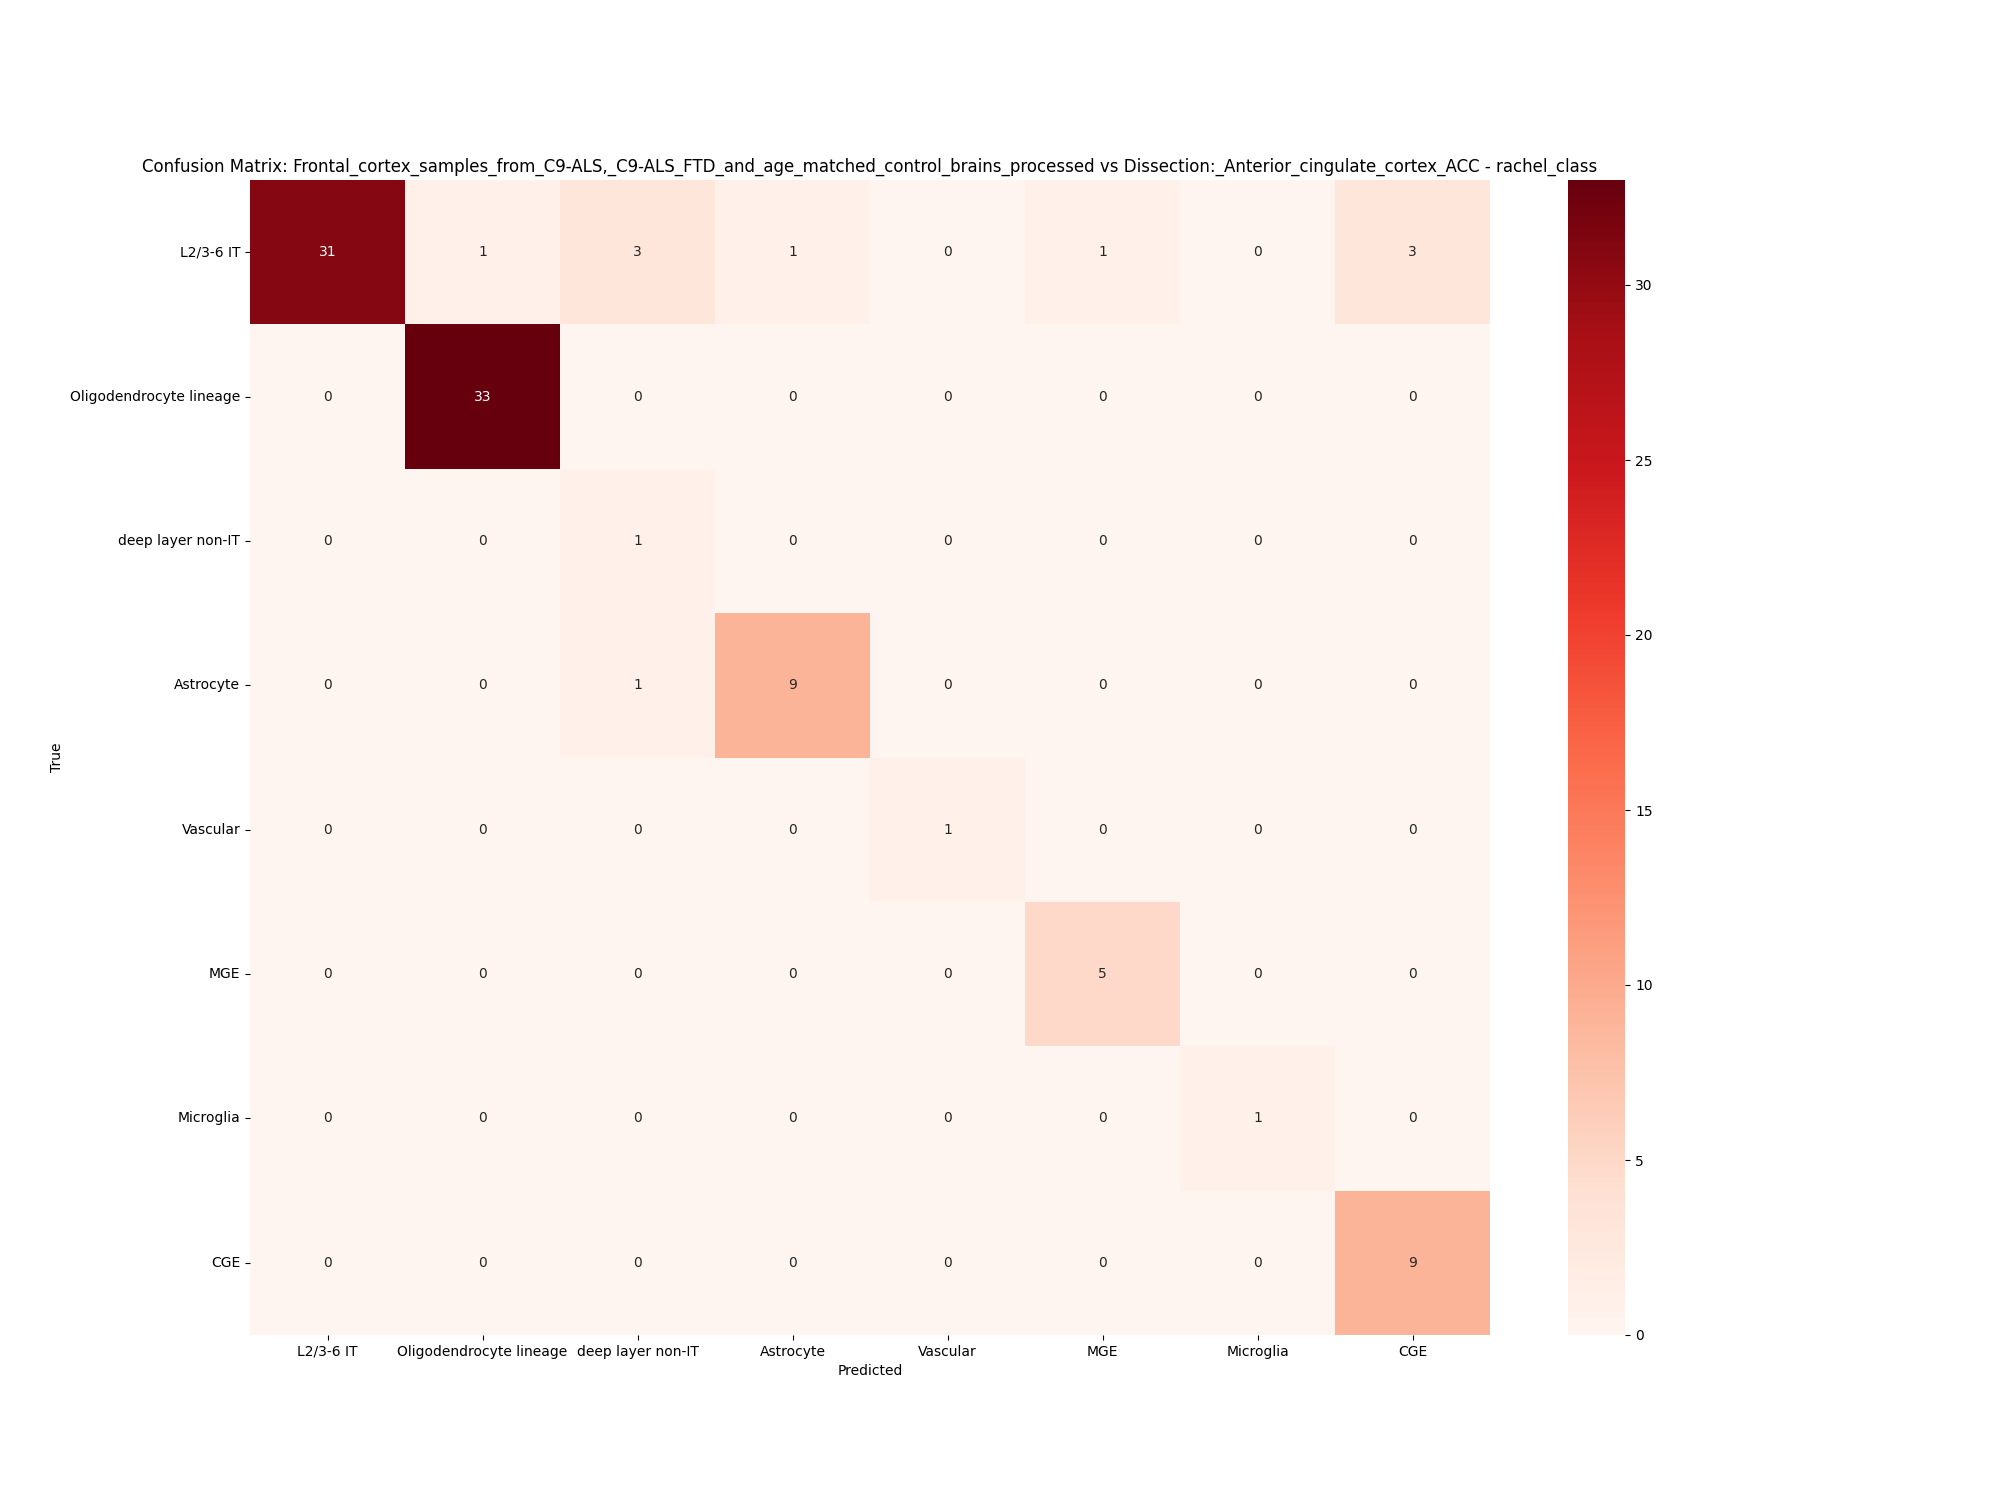 Confusion Matrix: Frontal_cortex_samples_from_C9-ALS,_C9-ALS_FTD_and_age_matched_control_brains_processed vs Dissection:_Anterior_cingulate_cortex_ACC - rachel_class
L2/3-6 IT 31 1 3 1 0 1 0 3
Oligodendrocyte lineage 0 33 0 0 0 0 0 0
deep layer non-IT 0 0 1 0 0 0 0 0
Astrocyte 0 0 1 9 0 0 0 0
Vascular 0 0 0 0 1 0 0 0
MGE 0 0 0 0 0 5 0 0
Microglia 0 0 0 0 0 0 1 0
CGE 0 0 0 0 0 0 0 9
L2/3-6 IT Oligodendrocyte lineage deep layer non-IT Astrocyte Vascular MGE Microglia CGE
Predicted
True
30
25
20
15
10
5
0